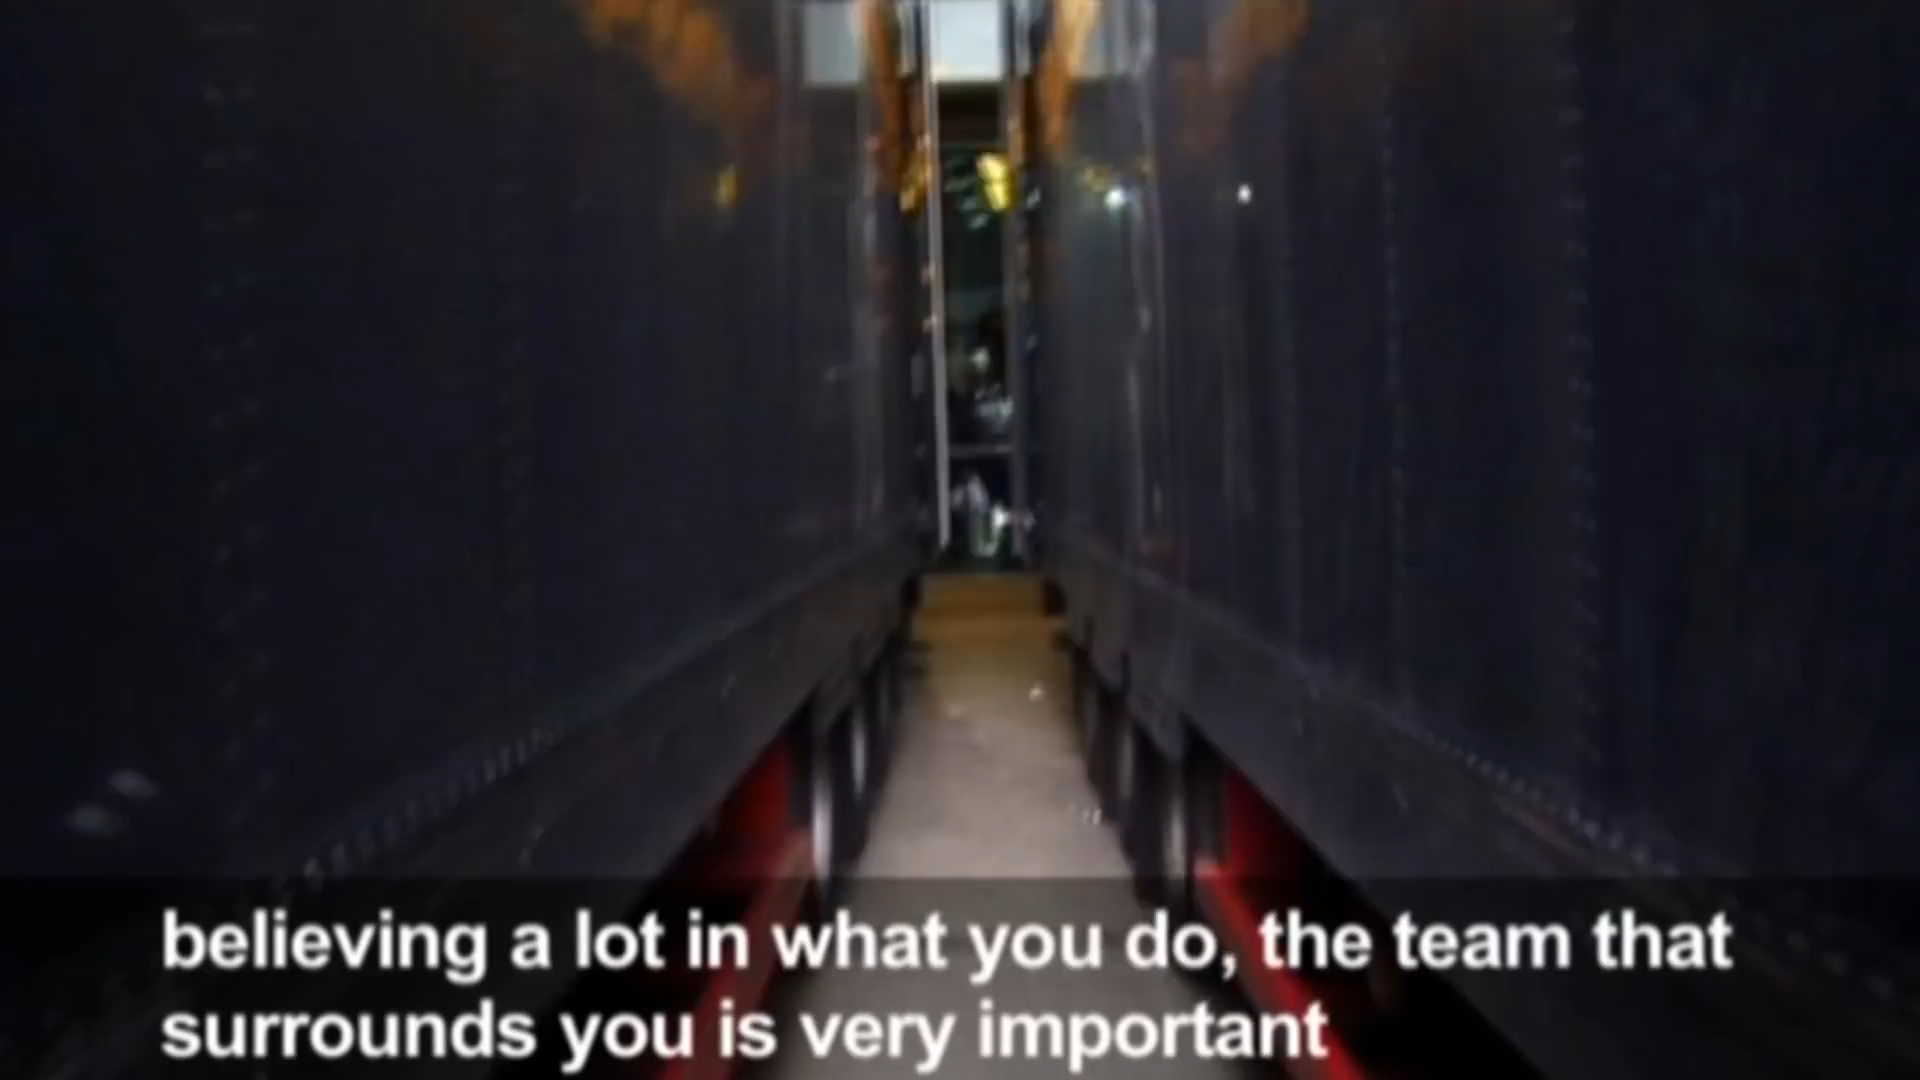 believing a lot in what you do, the team that
surrounds you is very important